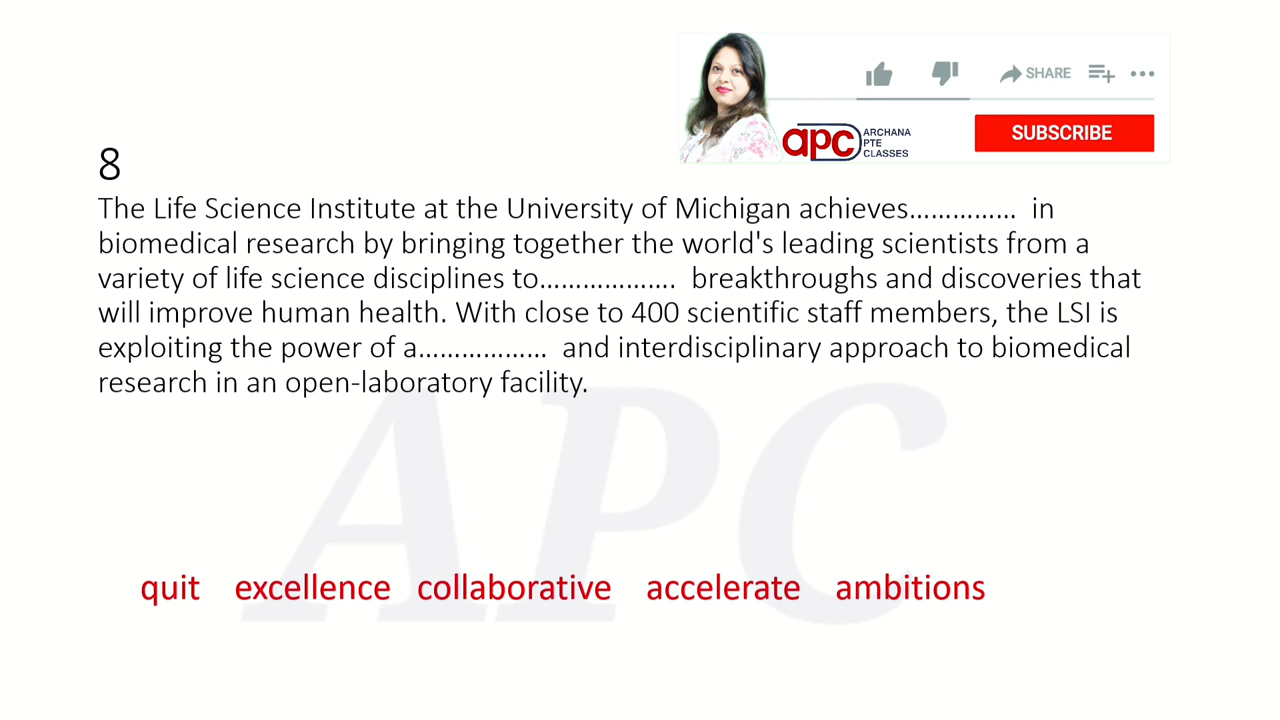 SHARE
SUBSCRIBE
apc
ARCHANA
PTE
CLASSES
8
The Life Science Institute at the University of Michigan achieves…………… in
biomedical research by bringing together the world's leading scientists from a
variety of life science disciplines to………………. breakthroughs and discoveries that
will improve human health. With close to 400 scientific staff members, the LSI is
exploiting the power of a……………… and interdisciplinary approach to biomedical
research in an open-laboratory facility.
APC
quit excellence collaborative accelerate ambitions